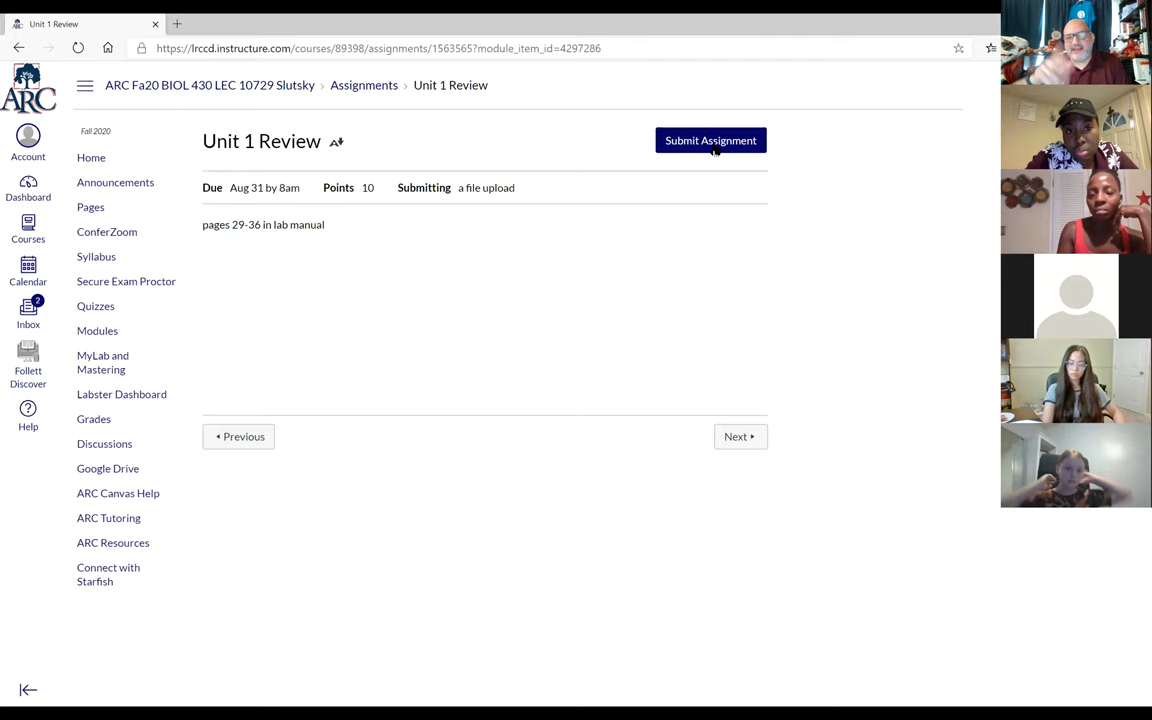 Unit 1 Review
https://lrccd.instructure.com/courses/89398/assignments/1563565?module_item_id=4297286
ARC
ARC Fa20 BIOL 430 LEC 10729 Slutsky › Assignments › Unit 1 Review
Account
Dashboard
Courses
Calendar
2
Inbox
Follett
Discover
Help
Fall 2020
Home
Announcements
Pages
ConferZoom
Syllabus
Secure Exam Proctor
Quizzes
Modules
MyLab and
Mastering
Labster Dashboard
Grades
Discussions
Google Drive
ARC Canvas Help
ARC Tutoring
ARC Resources
Connect with
Starfish
Unit 1 Review
Submit Assignment
Due Aug 31 by 8am Points 10 Submitting a file upload
pages 29-36 in lab manual
Previous
Next